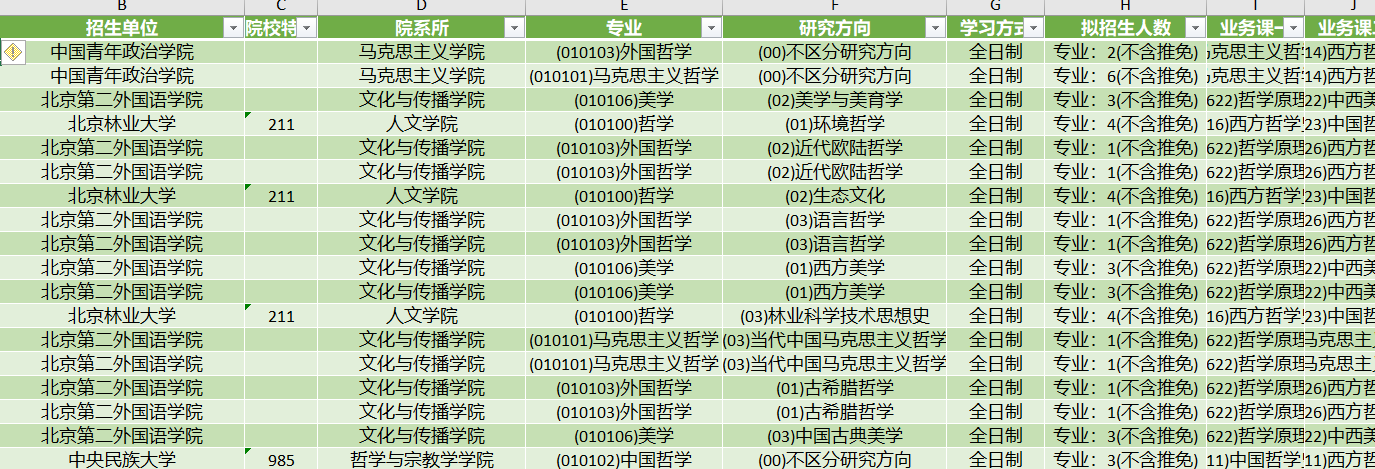 B C D E F G H I J
招生单位 院校特 院系所 专业 研究方向 学习方式 拟招生人数 业务课一 业务课
中国青年政治学院 马克思主义学院 (010103)外国哲学 (00)不区分研究方向 全日制 专业：2(不含推免) 克思主义哲 14)西方哲
中国青年政治学院 马克思主义学院 (010101)马克思主义哲学 (00)不区分研究方向 全日制 专业：6(不含推免) 克思主义哲 14)西方哲
北京第二外国语学院 文化与传播学院 (010106)美学 (02)美学与美育学 全日制 专业：3(不含推免) 622)哲学原理 22)中西美
北京林业大学 211 人文学院 (010100)哲学 (01)环境哲学 全日制 专业：4(不含推免) 16)西方哲学 23)中国哲
北京第二外国语学院 文化与传播学院 (010103)外国哲学 (02)近代欧陆哲学 全日制 专业：1(不含推免) 622)哲学原理 26)西方哲
北京第二外国语学院 文化与传播学院 (010103)外国哲学 (02)近代欧陆哲学 全日制 专业：1(不含推免) 622)哲学原理 26)西方哲
北京林业大学 211 人文学院 (010100)哲学 (02)生态文化 全日制 专业：4(不含推免) 16)西方哲学 23)中国哲
北京第二外国语学院 文化与传播学院 (010103)外国哲学 (03)语言哲学 全日制 专业：1(不含推免) 622)哲学原理 26)西方哲
北京第二外国语学院 文化与传播学院 (010103)外国哲学 (03)语言哲学 全日制 专业：1(不含推免) 622)哲学原理 26)西方哲
北京第二外国语学院 文化与传播学院 (010106)美学 (01)西方美学 全日制 专业：3(不含推免) 622)哲学原理 22)中西美
北京第二外国语学院 文化与传播学院 (010106)美学 (01)西方美学 全日制 专业：3(不含推免) 622)哲学原理 22)中西美
北京林业大学 211 人文学院 (010100)哲学 (03)林业科学技术思想史 全日制 专业：4(不含推免) 16)西方哲学 23)中国哲
北京第二外国语学院 文化与传播学院 (010101)马克思主义哲学 (03)当代中国马克思主义哲学 全日制 专业：1(不含推免) 622)哲学原理 马克思主义
北京第二外国语学院 文化与传播学院 (010101)马克思主义哲学 (03)当代中国马克思主义哲学 全日制 专业：1(不含推免) 622)哲学原理 马克思主义
北京第二外国语学院 文化与传播学院 (010103)外国哲学 (01)古希腊哲学 全日制 专业：1(不含推免) 622)哲学原理 26)西方哲
北京第二外国语学院 文化与传播学院 (010103)外国哲学 (01)古希腊哲学 全日制 专业：1(不含推免) 622)哲学原理 26)西方哲
北京第二外国语学院 文化与传播学院 (010106)美学 (03)中国古典美学 全日制 专业：3(不含推免) 622)哲学原理 22)中西美
中央民族大学 985 哲学与宗教学学院 (010102)中国哲学 (00)不区分研究方向 全日制 专业：3(不含推免) 11)中国哲学 11)西方哲